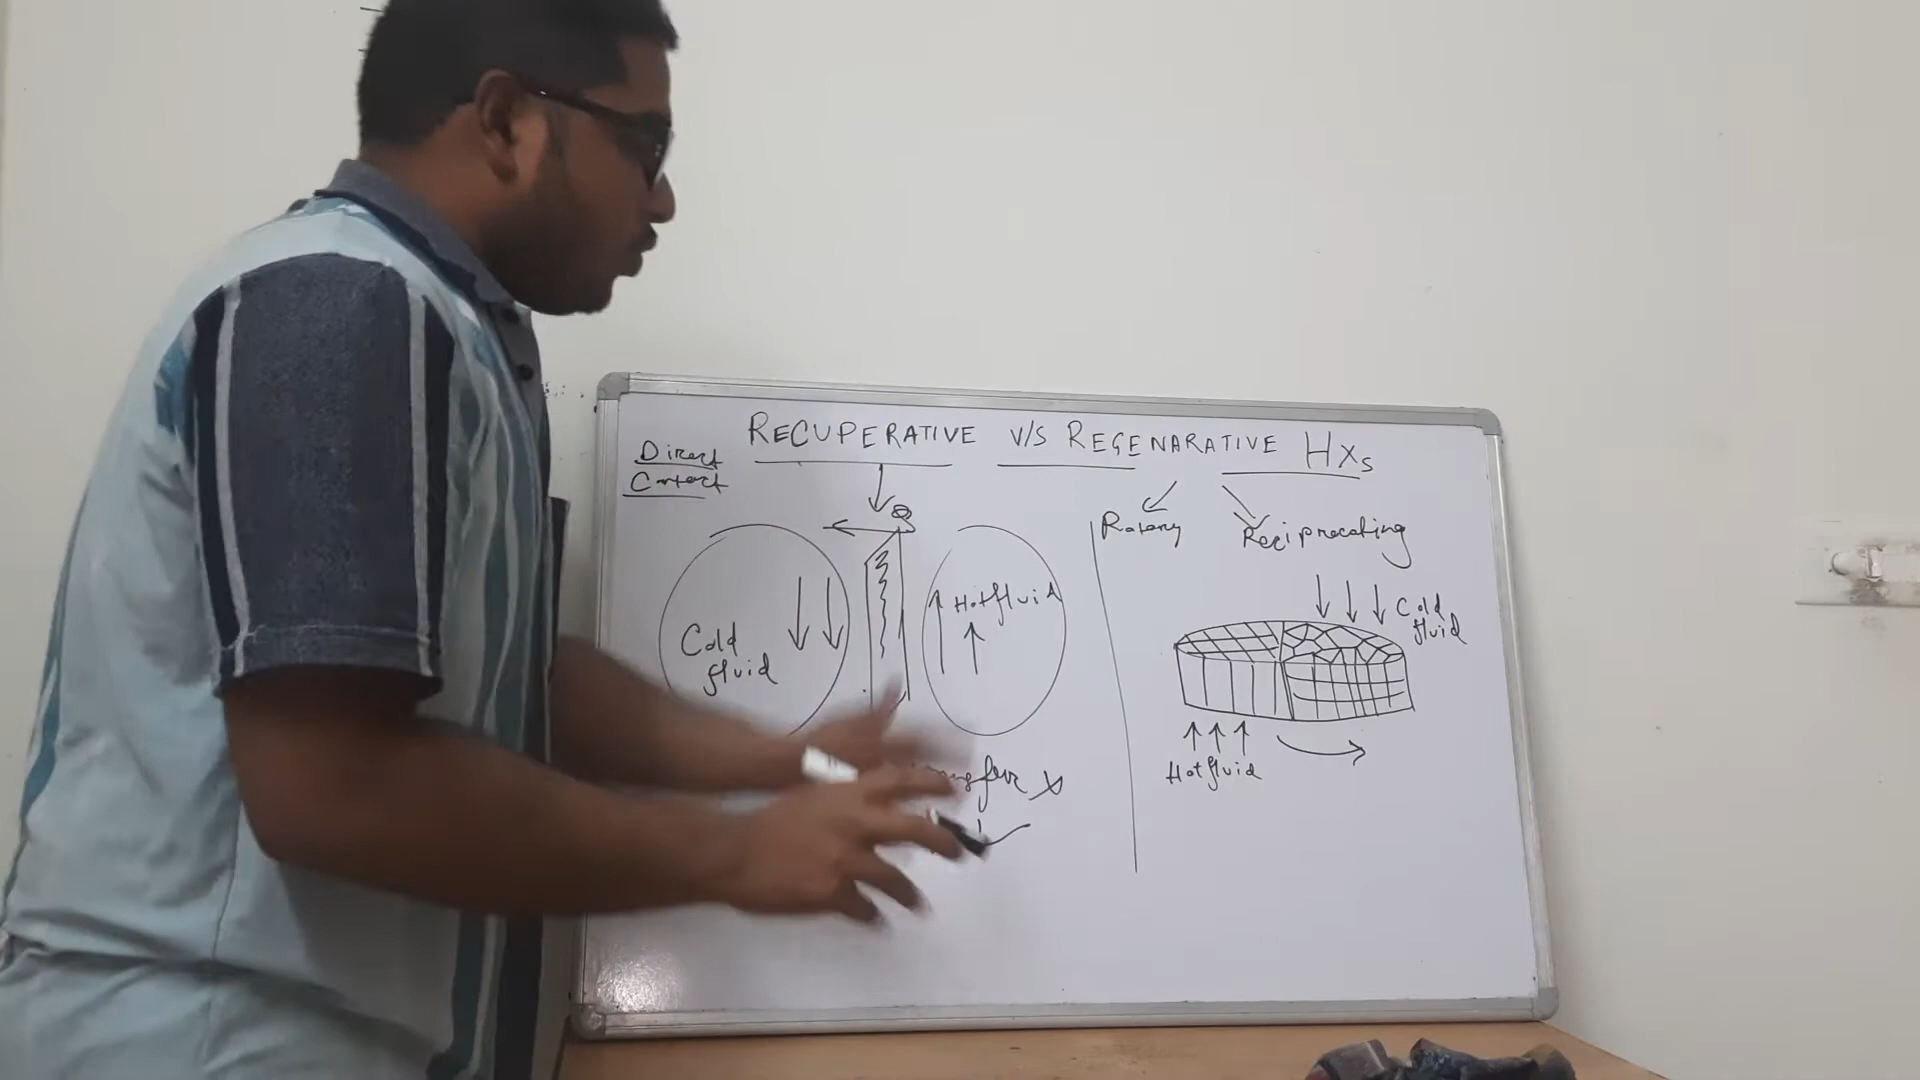 RECUPERATIVE V/S REGENARATIVE HXs
Direct
Contact
Rotary
Reciprocating
Cold
fluid
Hot fluid
Cold
fluid
Hot fluid